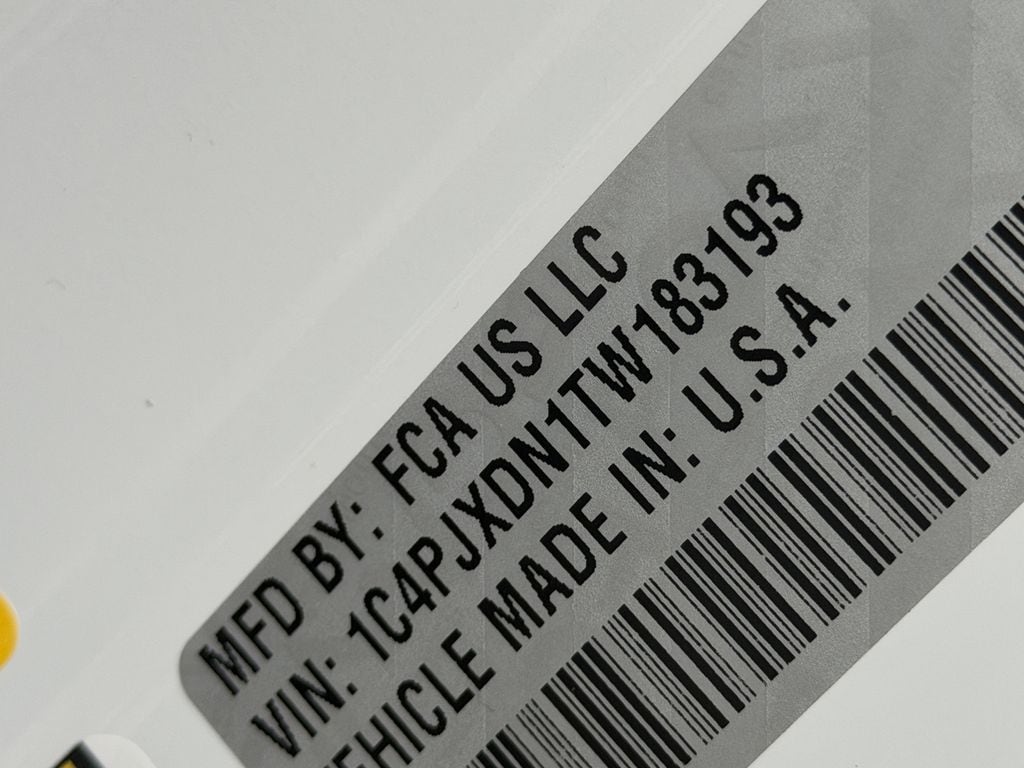 MFD BY: FCA US LLC
VIN: 1C4PJXDN1TW183193
VEHICLE MADE IN: U.S.A.